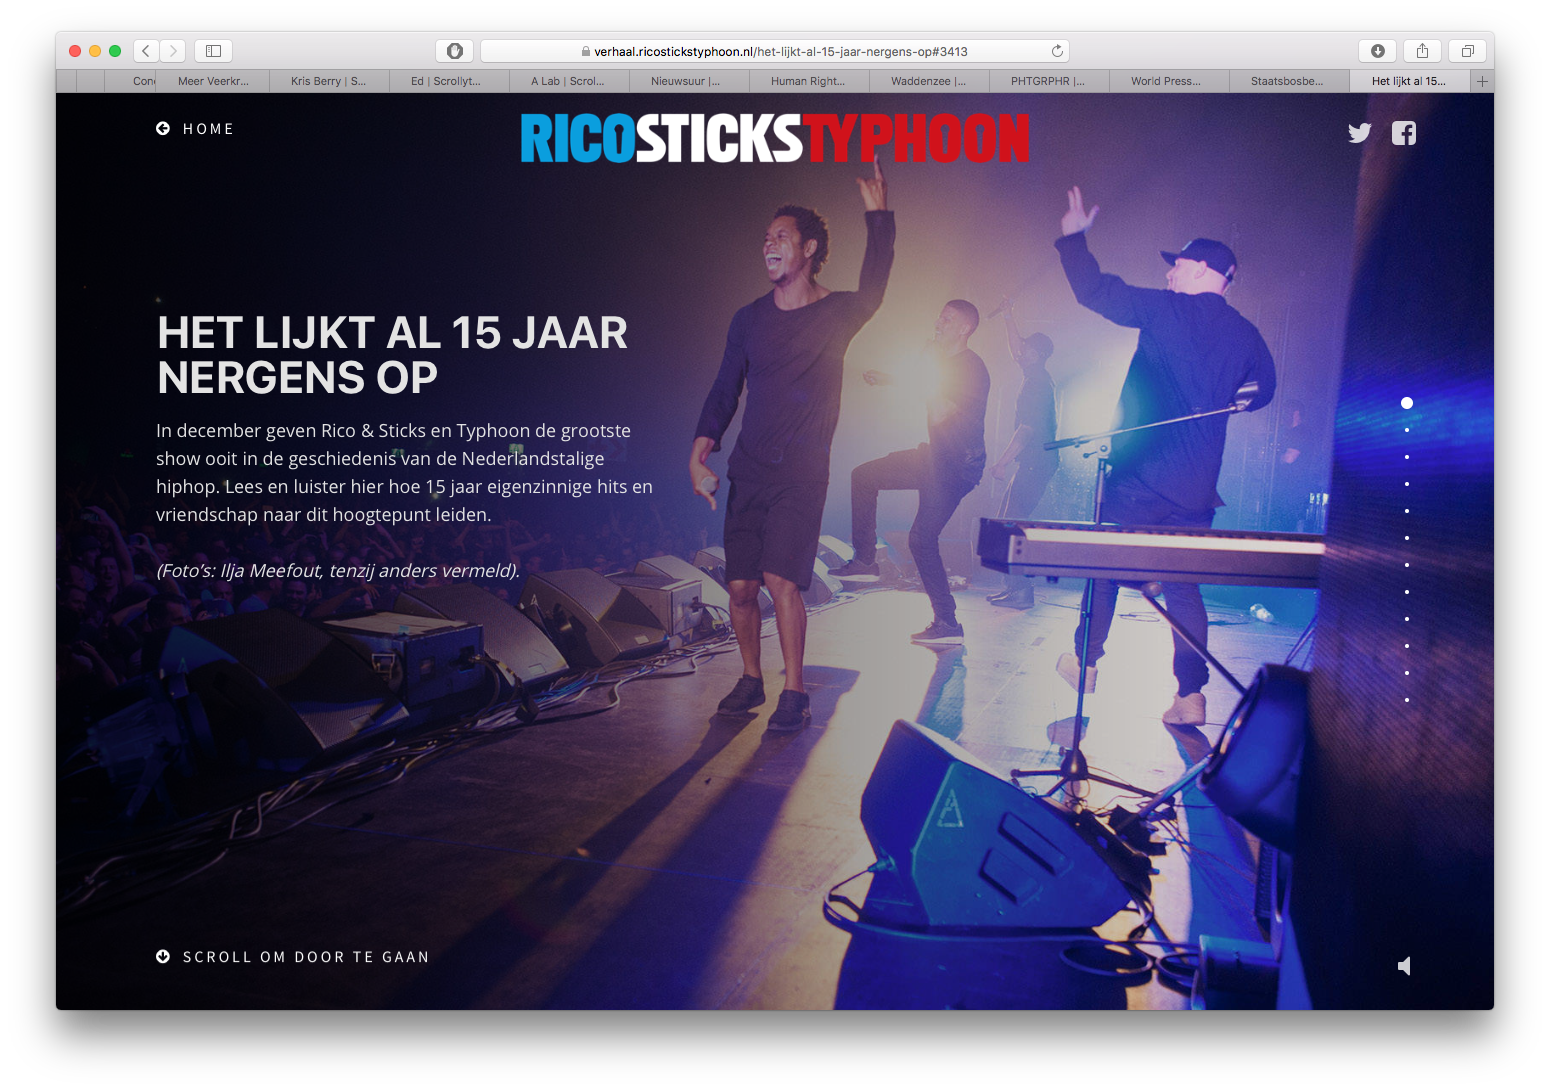 verhaal.ricostickstyphoon.nl/het-lijkt-al-15-jaar-nergens-op#3413
Meer Veerkr...
Kris Berry | S...
Ed | Scrollyt...
A Lab | Scrol...
Nieuwsuur |...
Human Right...
Waddenzee |...
PHTGRPHR |...
World Press...
Staatsbosbe...
Het lijkt al 15...
HOME
RICOSTICKSTYPHOON
HET LIJKT AL 15 JAAR
NERGENS OP
In december geven Rico & Sticks en Typhoon de grootste
show ooit in de geschiedenis van de Nederlandstalige
hiphop. Lees en luister hier hoe 15 jaar eigenzinnige hits en
vriendschap naar dit hoogtepunt leiden.
(Foto's: Ilja Meefout, tenzij anders vermeld).
SCROLL OM DOOR TE GAAN